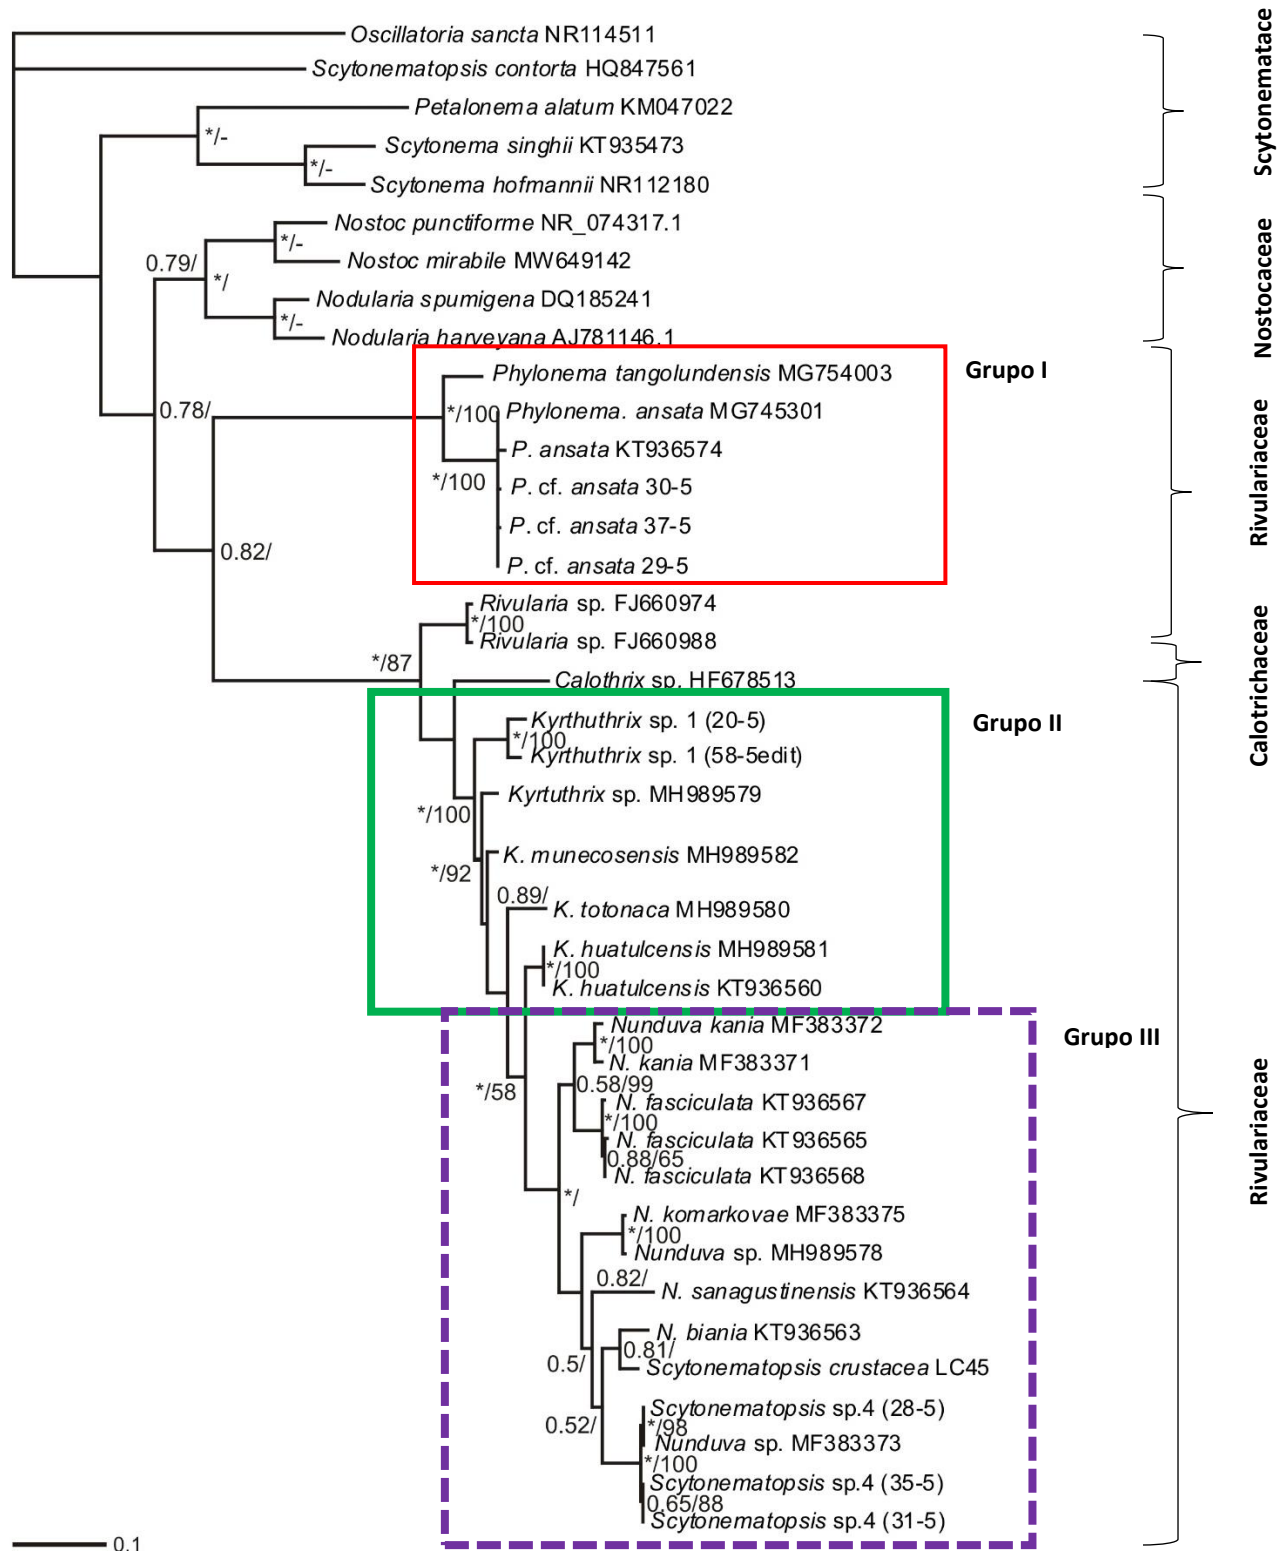 Oscillatoria sancta NR114511
Scytonematopsis contorta HQ847561
Petalonema alatum KM047022
*/-
Scytonema singhii KT935473
*/-
Scytonema hofmannii NR112180
Scytonematace
Nostoc punctiforme NR_074317.1
*/-
Nostoc mirabile MW649142
0.79/
*/
Nodularia spumigena DQ185241
*/-
Nodularia harveyana AJ781146.1
Nostocaceae
Grupo I
Phylonema tangolundensis MG754003
*/100
Phylonema. ansata MG745301
0.78/
P. ansata KT936574
*/100
P. cf. ansata 30-5
P. cf. ansata 37-5
0.82/
P. cf. ansata 29-5
Rivulariaceae
Rivularia sp. FJ660974
*/100
Rivularia sp. FJ660988
*/87
Calothrix sp. HF678513
Calotrichaceae
Grupo II
Kyrthuthrix sp. 1 (20-5)
*/100
Kyrthuthrix sp. 1 (58-5edit)
Kyrtuthrix sp. MH989579
*/100
K. munecosensis MH989582
*/92
0.89/
K. totonaca MH989580
K. huatulcensis MH989581
*/100
K. huatulcensis KT936560
Grupo III
Nunduva kania MF383372
*/100
N. kania MF383371
0.58/99
*/58
N. fasciculata KT936567
*/100
N. fasciculata KT936565
0.88/65
N. fasciculata KT936568
*/
Rivulariaceae
N. komarkovae MF383375
*/100
Nunduva sp. MH989578
0.82/
N. sanagustinensis KT936564
N. biania KT936563
0.81/
0.5/
Scytonematopsis crustacea LC45
Scytonematopsis sp.4 (28-5)
*/98
0.52/
Nunduva sp. MF383373
*/100
Scytonematopsis sp.4 (35-5)
0.65/88
Scytonematopsis sp.4 (31-5)
0.1